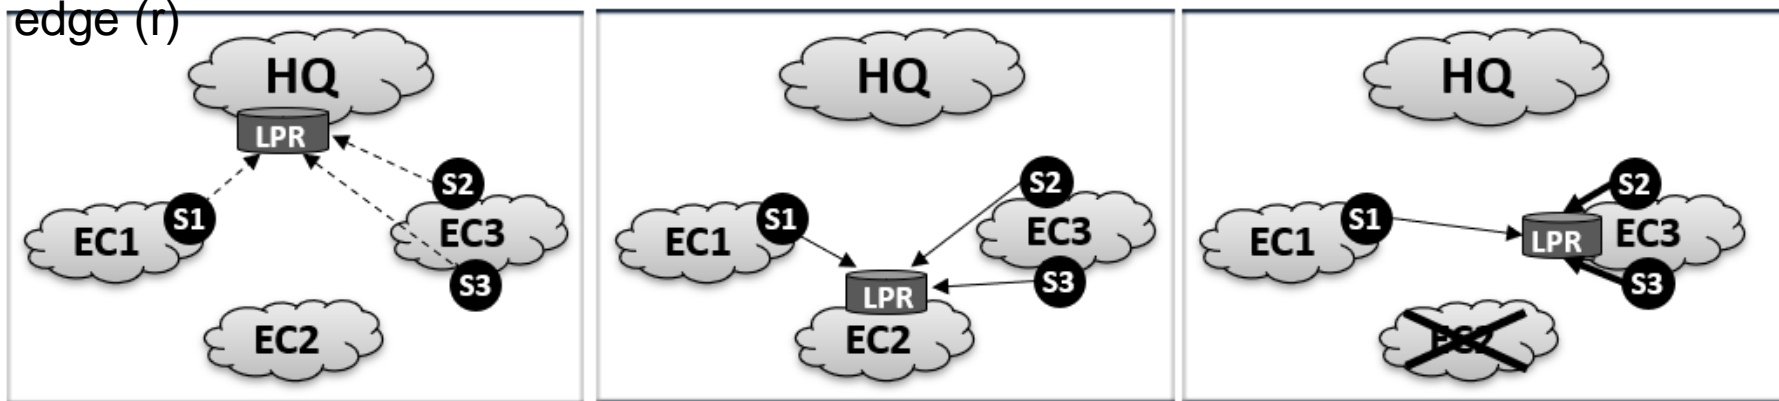 edge (r)
HQ
LPR
S2
S1
EC1
EC3
S3
EC2
HQ
S2
S1
EC1
EC3
S3
LPR
EC2
HQ
S2
S1
EC1
LPR
EC3
S3
EC2